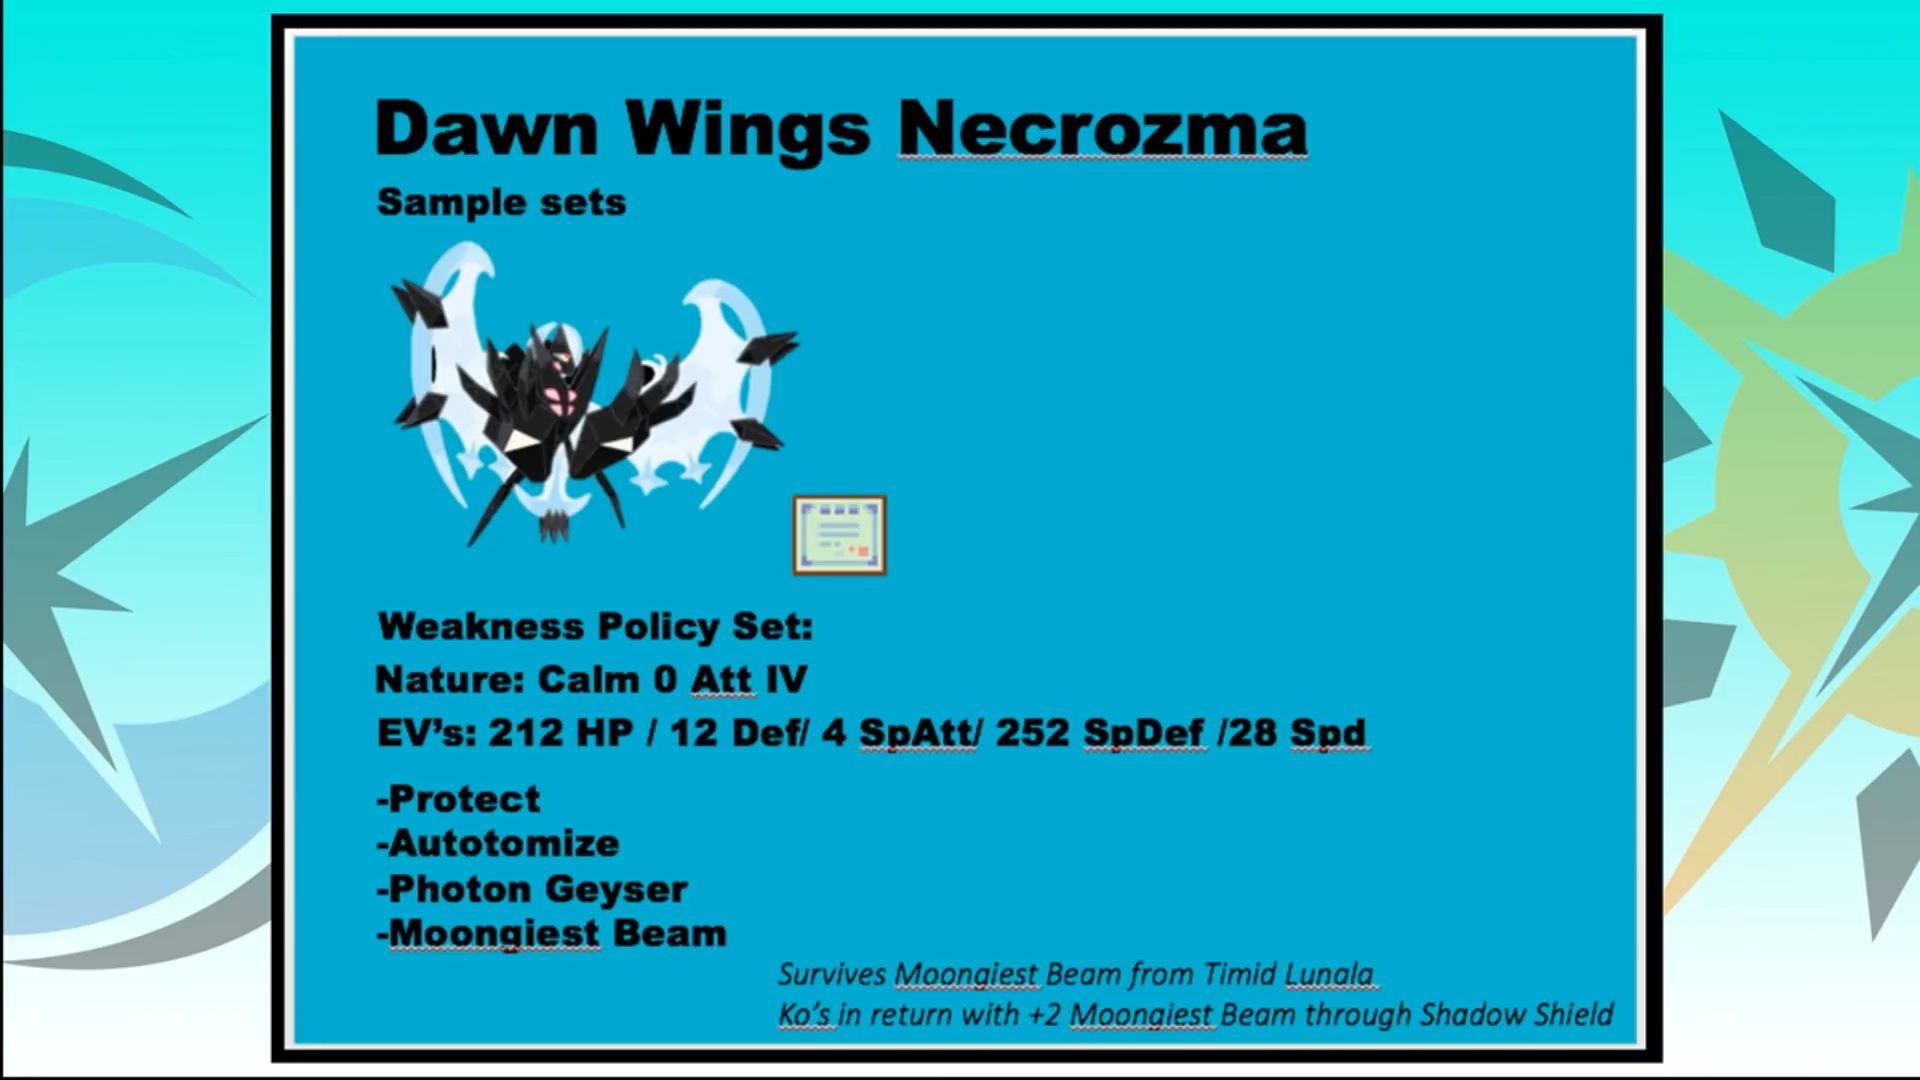 Dawn Wings Necrozma
Sample sets
Weakness Policy Set:
Nature: Calm 0 Att IV
EV’s: 212 HP / 12 Def/ 4 SpAtt/ 252 SpDef /28 Spd
-Protect
-Autotomize
-Photon Geyser
-Moongiest Beam
Survives Moongiest Beam from Timid Lunala
Ko’s in return with +2 Moongiest Beam through Shadow Shield